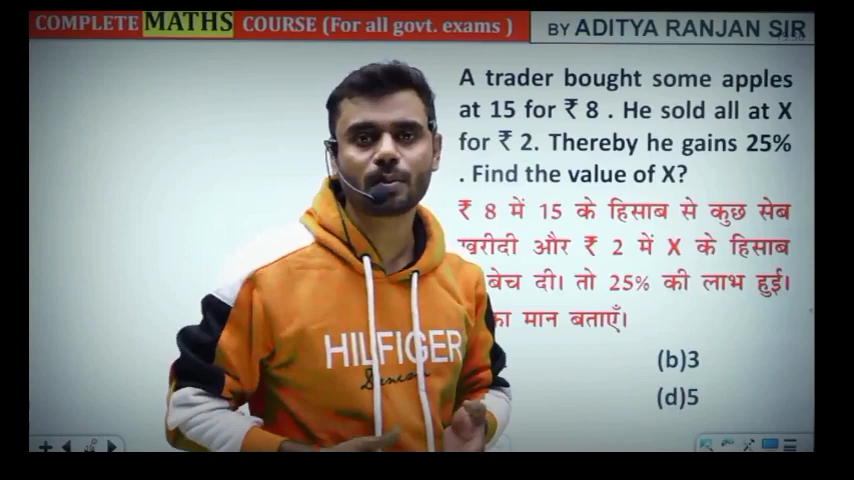 COMPLETE MATHS COURSE (For all govt. exams )
BY ADITYA RANJAN SIR
A trader bought some apples
at 15 for ₹ 8 . He sold all at X
for ₹ 2. Thereby he gains 25%
. Find the value of X?
₹ 8 में 15 के हिसाब से कुछ सेब
खरीदी और ₹ 2 में X के हिसाब
बेच दी। तो 25% की लाभ हुई।
का मान बताएँ।
(b)3
(d)5
HILFIGER